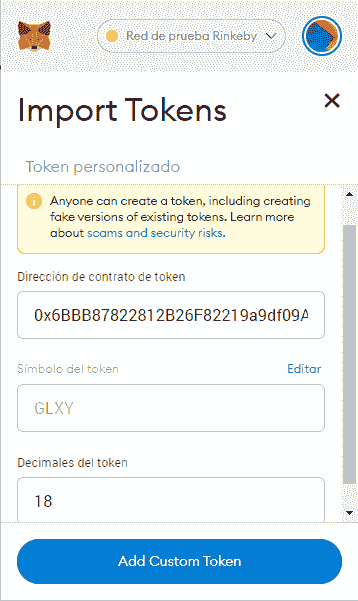 Red de prueba Rinkeby
Import Tokens
Token personalizado
Anyone can create a token, including creating
fake versions of existing tokens. Learn more
about scams and security risks.
Dirección de contrato de token
0x6BBB87822812B26F82219a9df09A
Símbolo del token
Editar
GLXY
Decimales del token
18
Add Custom Token